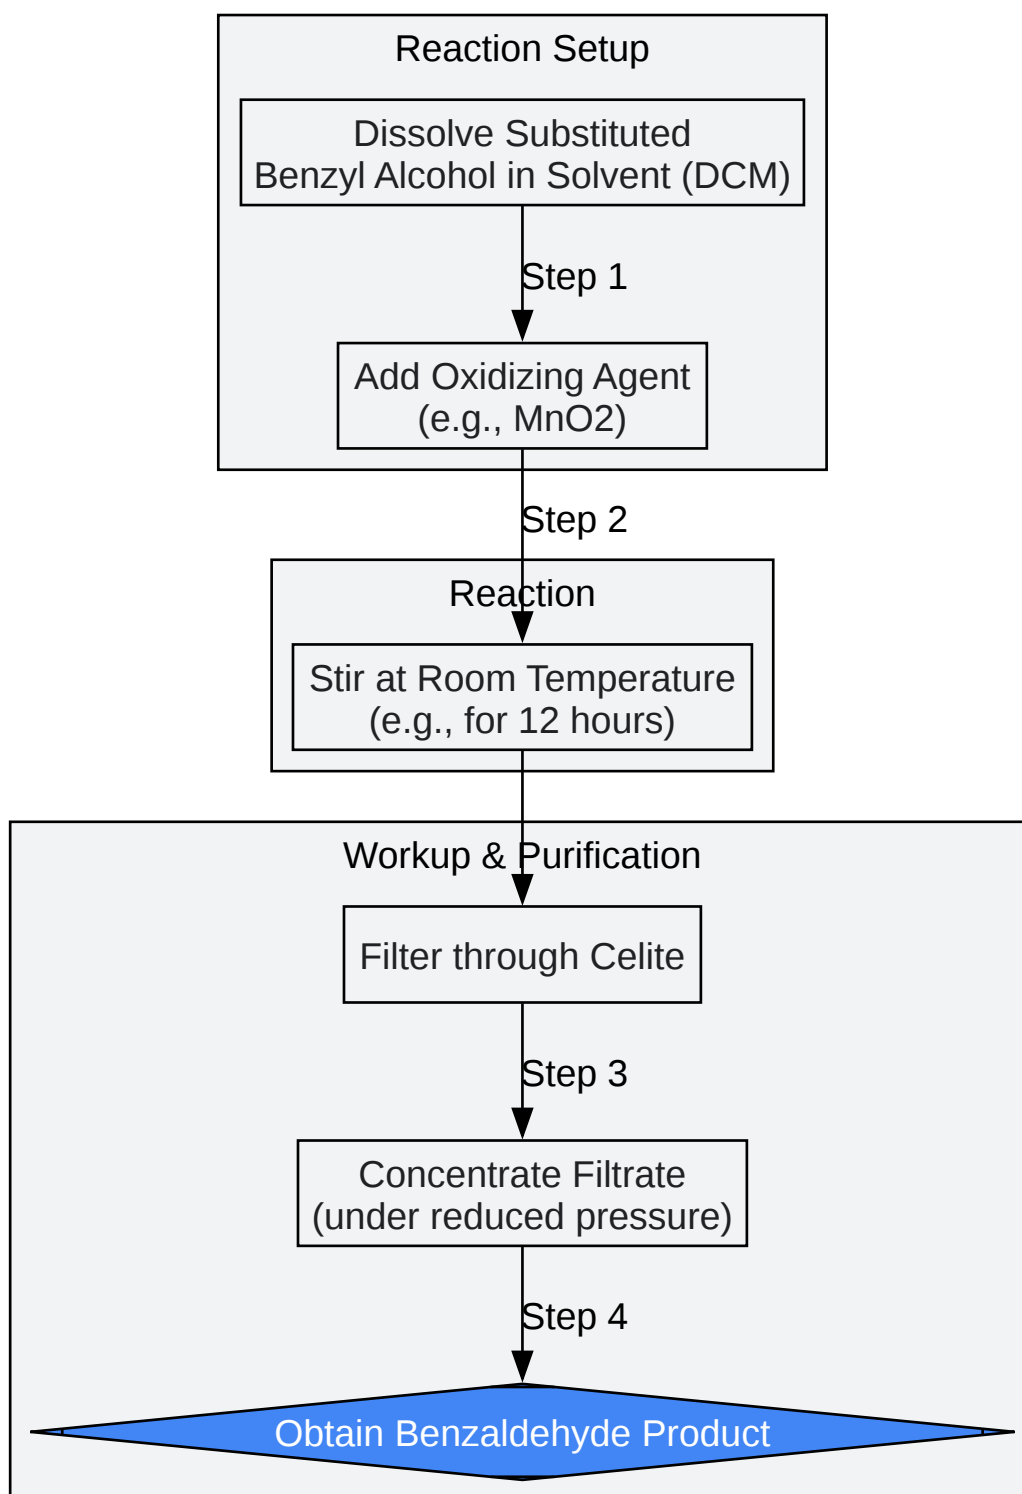 Reaction Setup
Dissolve Substituted
Benzyl Alcohol in Solvent (DCM)
Step 1
Add Oxidizing Agent
(e.g., MnO2)
Step 2
Reaction
Stir at Room Temperature
(e.g., for 12 hours)
Workup & Purification
Filter through Celite
Step 3
Concentrate Filtrate
(under reduced pressure)
Step 4
Obtain Benzaldehyde Product